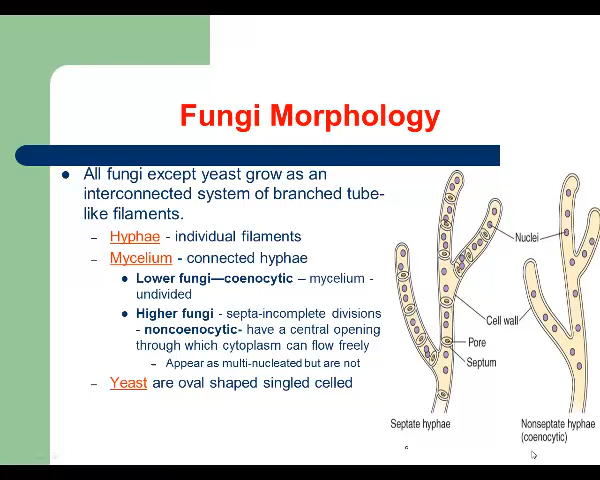 Fungi Morphology
All fungi except yeast grow as an
interconnected system of branched tube-
like filaments.
– Hyphae - individual filaments
– Mycelium - connected hyphae
Lower fungi—coenocytic – mycelium -
undivided
Higher fungi - septa-incomplete divisions
- noncoenocytic- have a central opening
through which cytoplasm can flow freely
– Appear as multi-nucleated but are not
– Yeast are oval shaped singled celled
Nuclei
Cell wall
Pore
Septum
Septate hyphae
Nonseptate hyphae
(coenocytic)